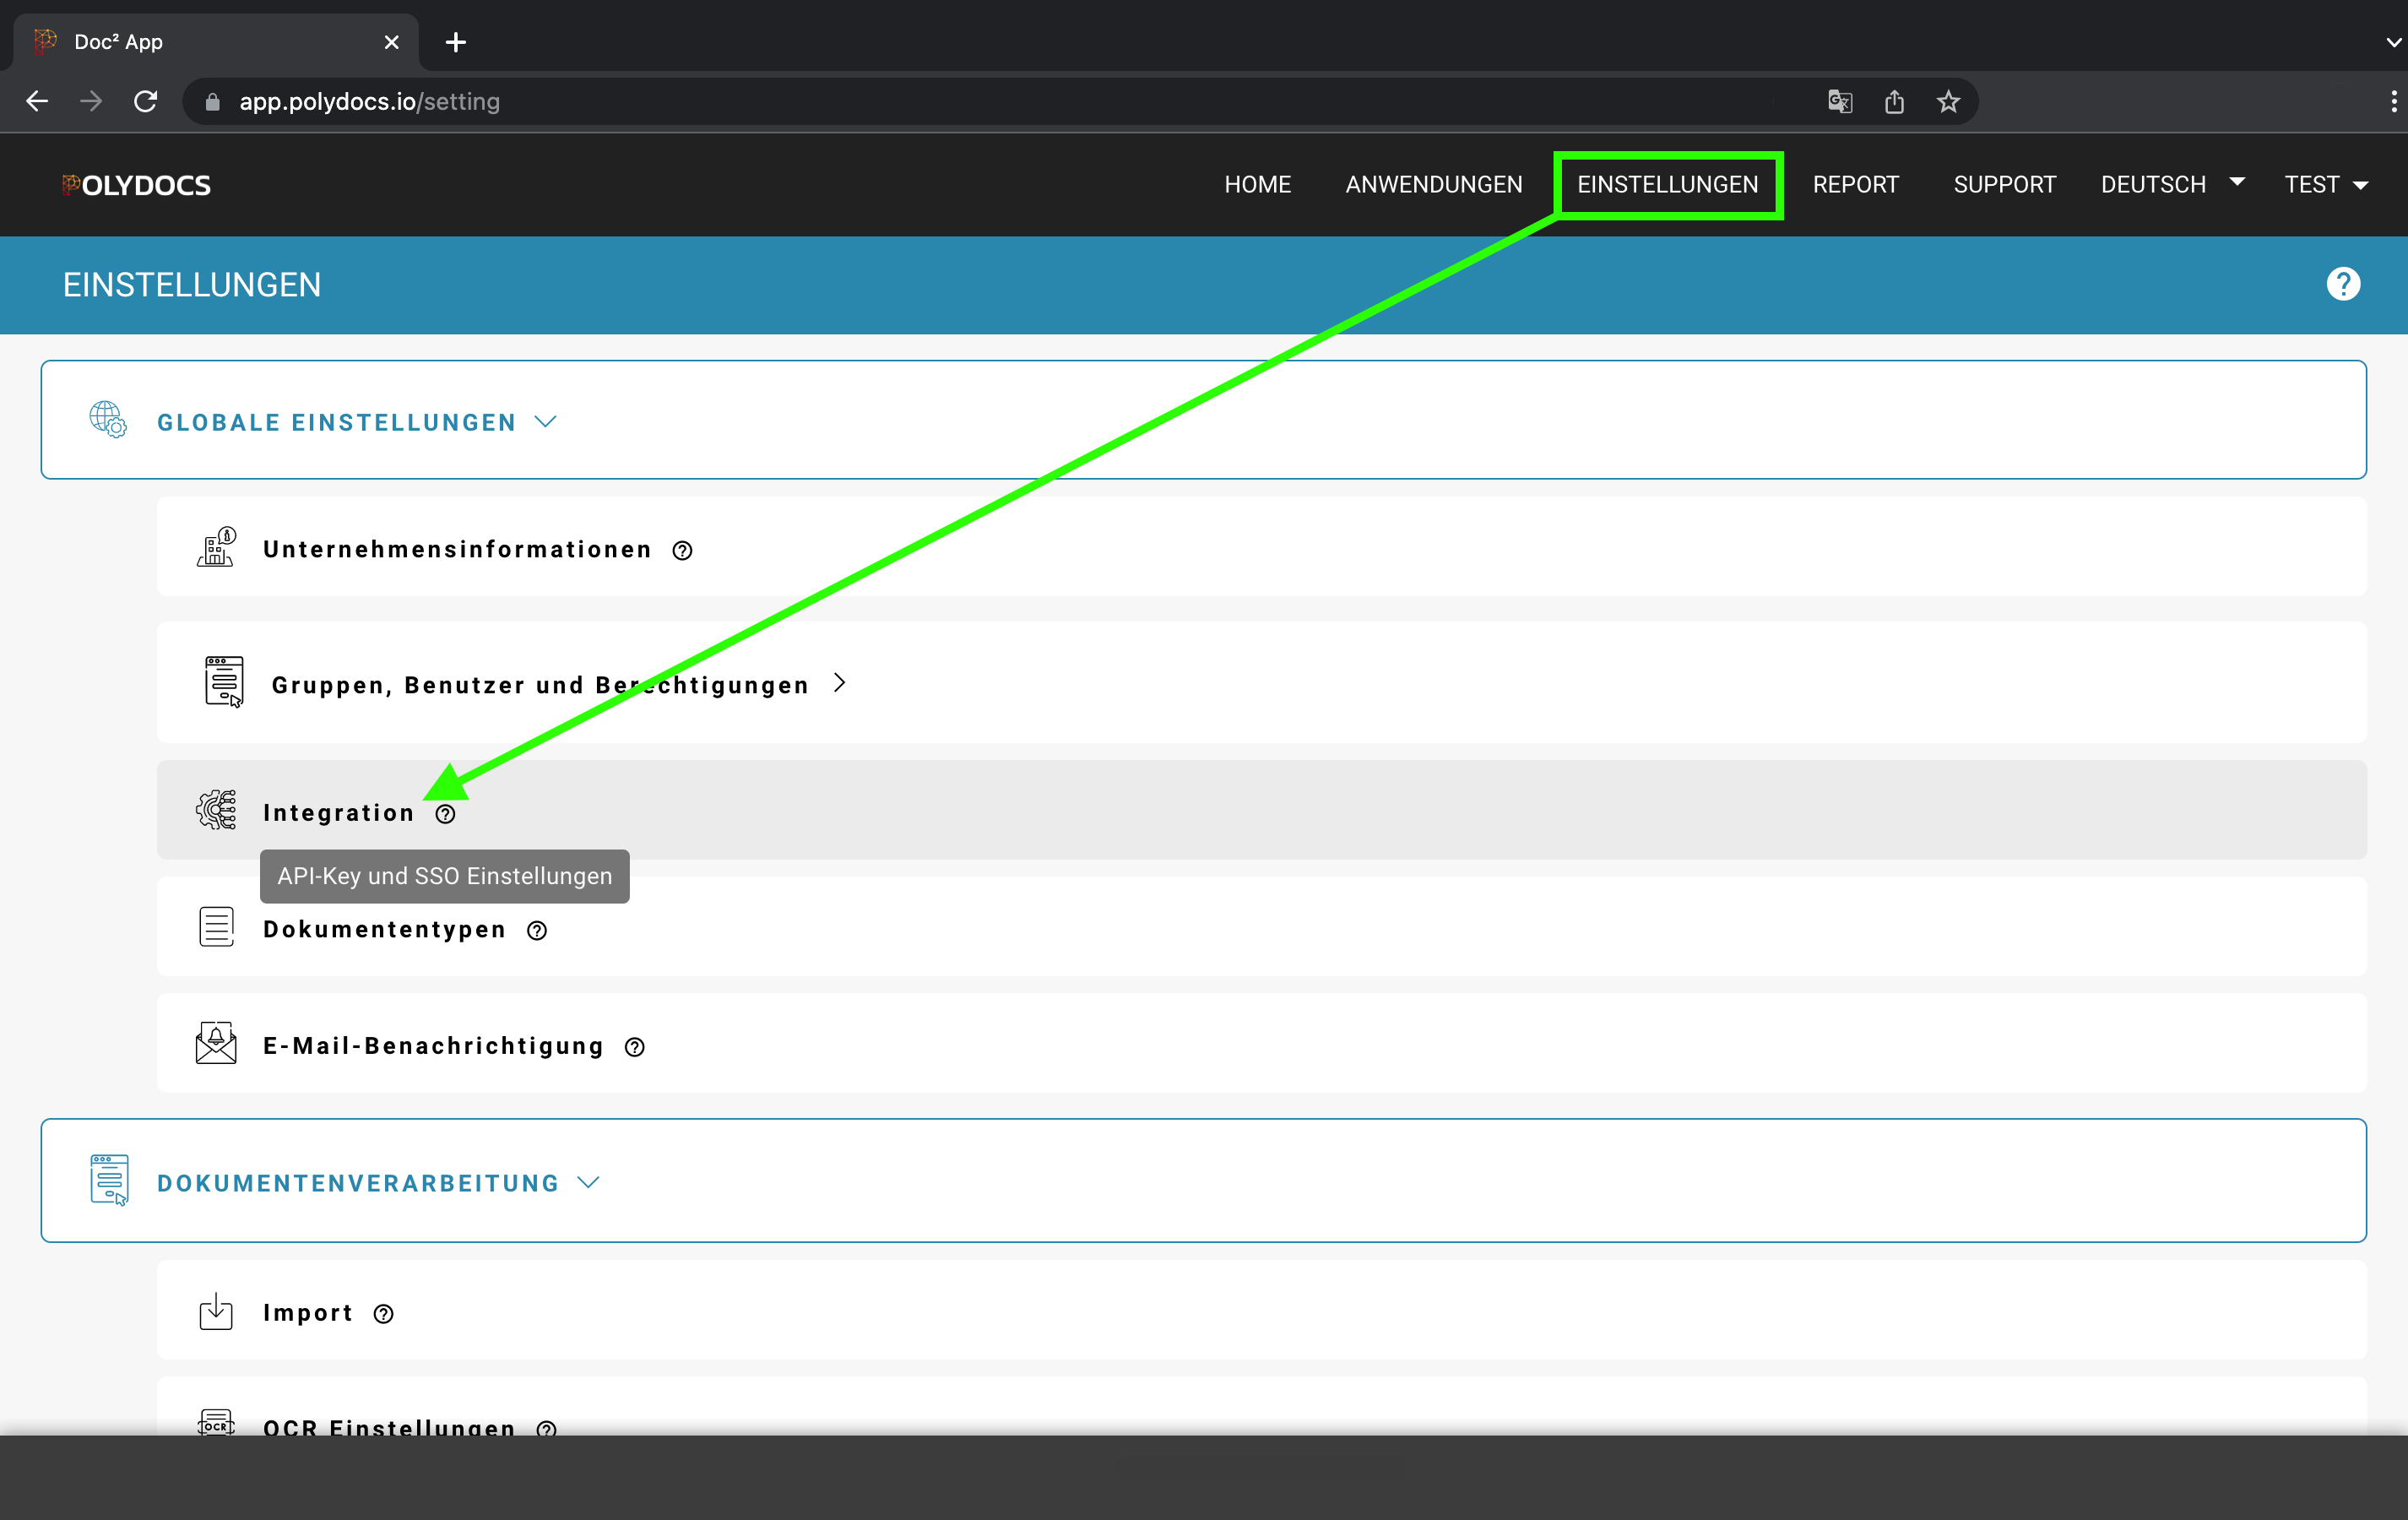 Doc² App
app.polydocs.io/setting
POLYDOCS
HOME
ANWENDUNGEN
EINSTELLUNGEN
REPORT
SUPPORT
DEUTSCH
TEST
EINSTELLUNGEN
GLOBALE EINSTELLUNGEN
Unternehmensinformationen
Gruppen, Benutzer und Berechtigungen
Integration
API-Key und SSO Einstellungen
Dokumententypen
E-Mail-Benachrichtigung
DOKUMENTENVERARBEITUNG
Import
OCR
OCR Einstellungen